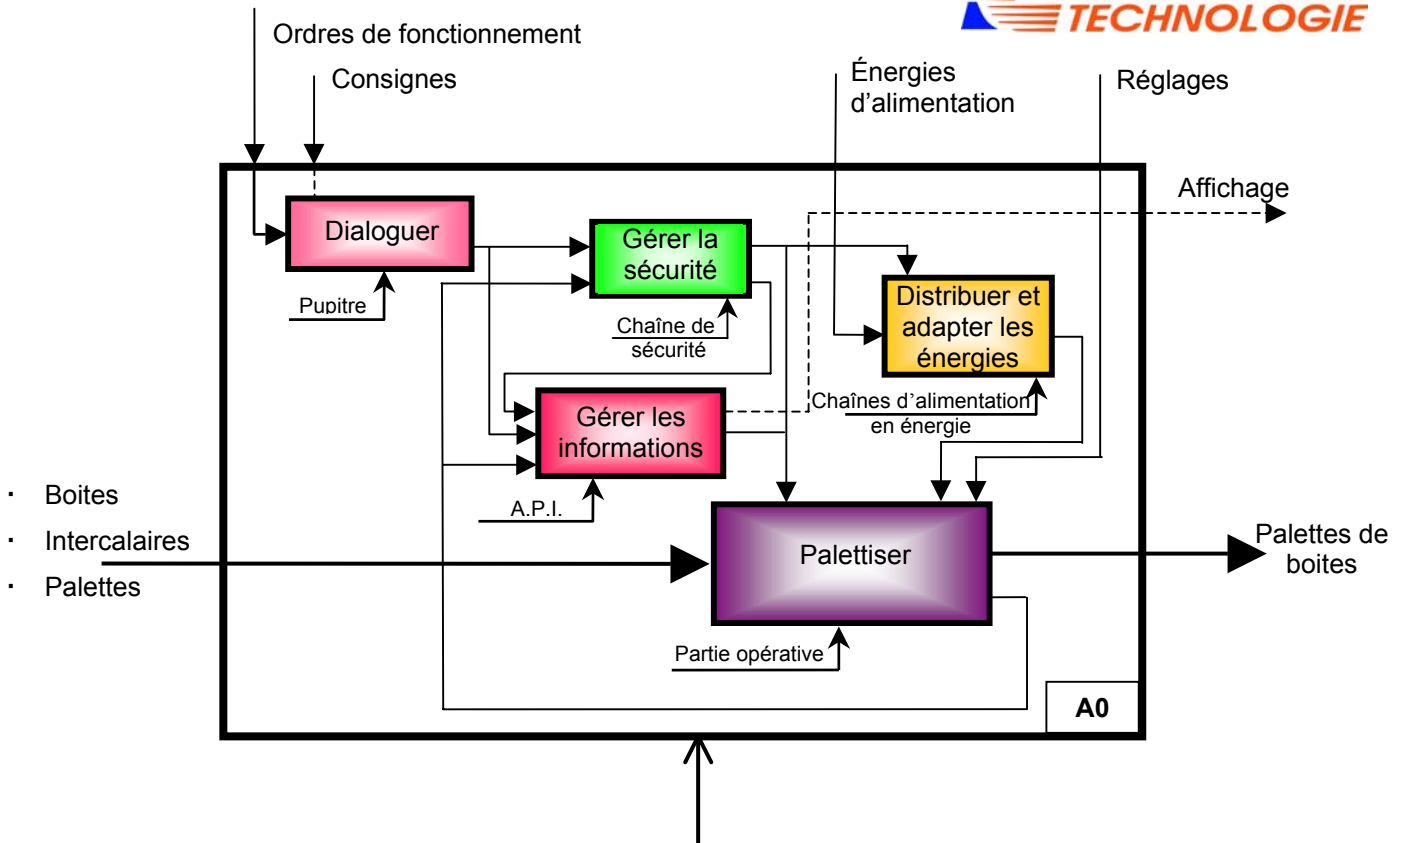 TECHNOLOGIE
Ordres de fonctionnement
Consignes
Énergies
d'alimentation
Réglages
Affichage
Dialoguer
Gérer la
sécurité
Distribuer et
adapter les
énergies
Pupitre
Chaîne de
sécurité
Chaînes d'alimentation
en énergie
Gérer les
informations
A.P.I.
· Boites
· Intercalaires
· Palettes
Palettiser
Palettes de
boites
Partie opérative
A0